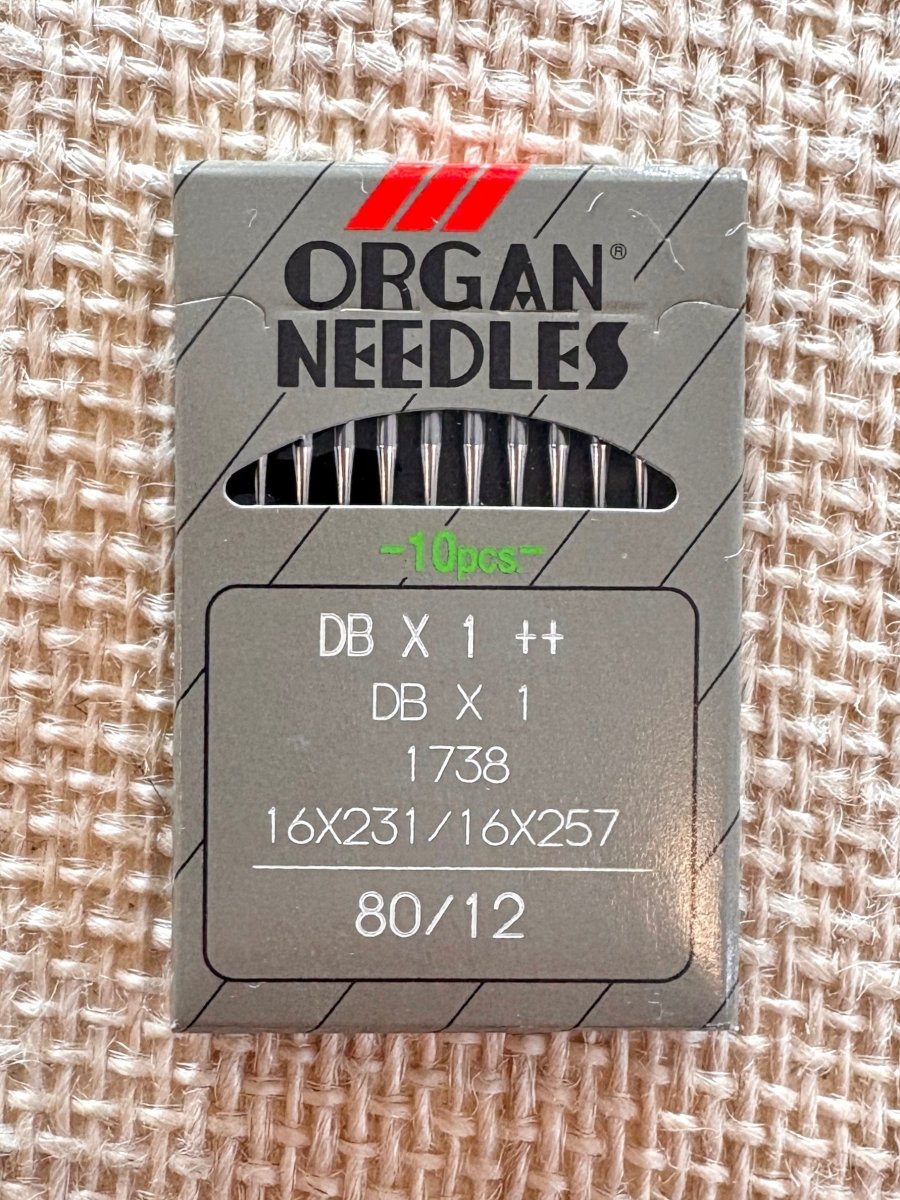 ORGAN®
NEEDLES
-10pcs.-
DB X 1 ++
DB X 1
1738
16X231/16X257
80/12